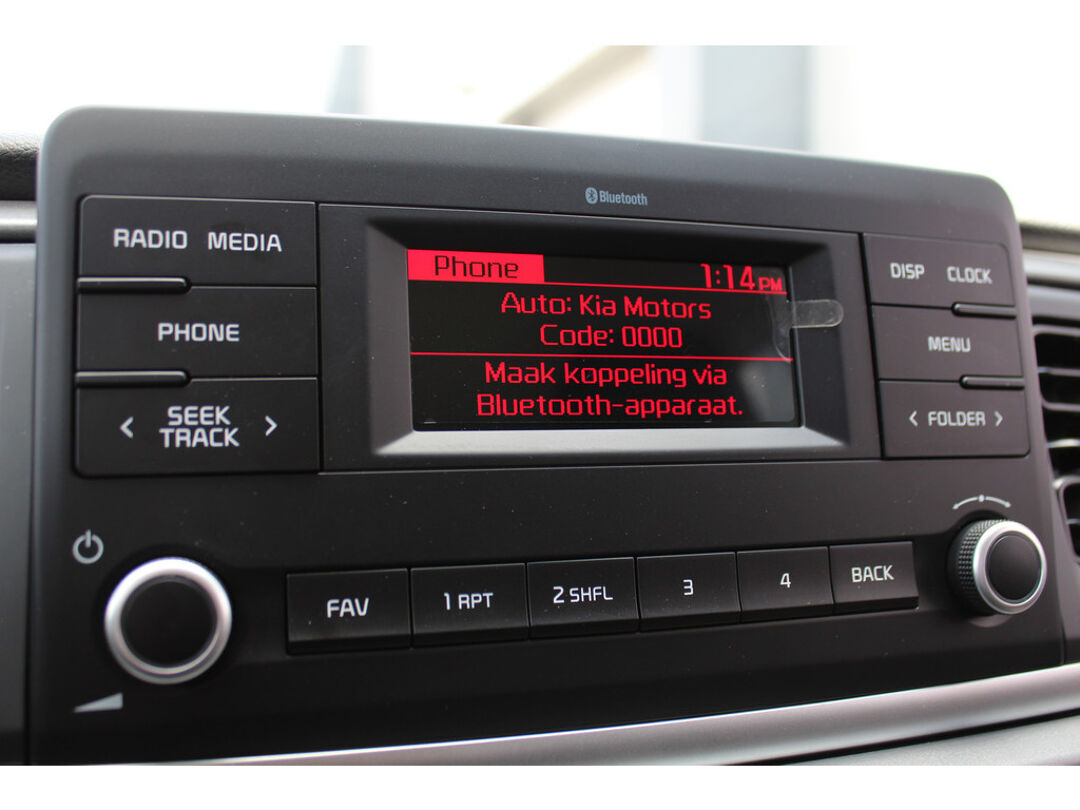 Bluetooth
RADIO MEDIA
PHONE
< SEEK >
TRACK
Phone
1:14 PM
Auto: Kia Motors
Code: 0000
Maak koppeling via
Bluetooth-apparaat.
DISP CLOCK
MENU
< FOLDER >
FAV
1 RPT
2 SHFL
3
4
BACK